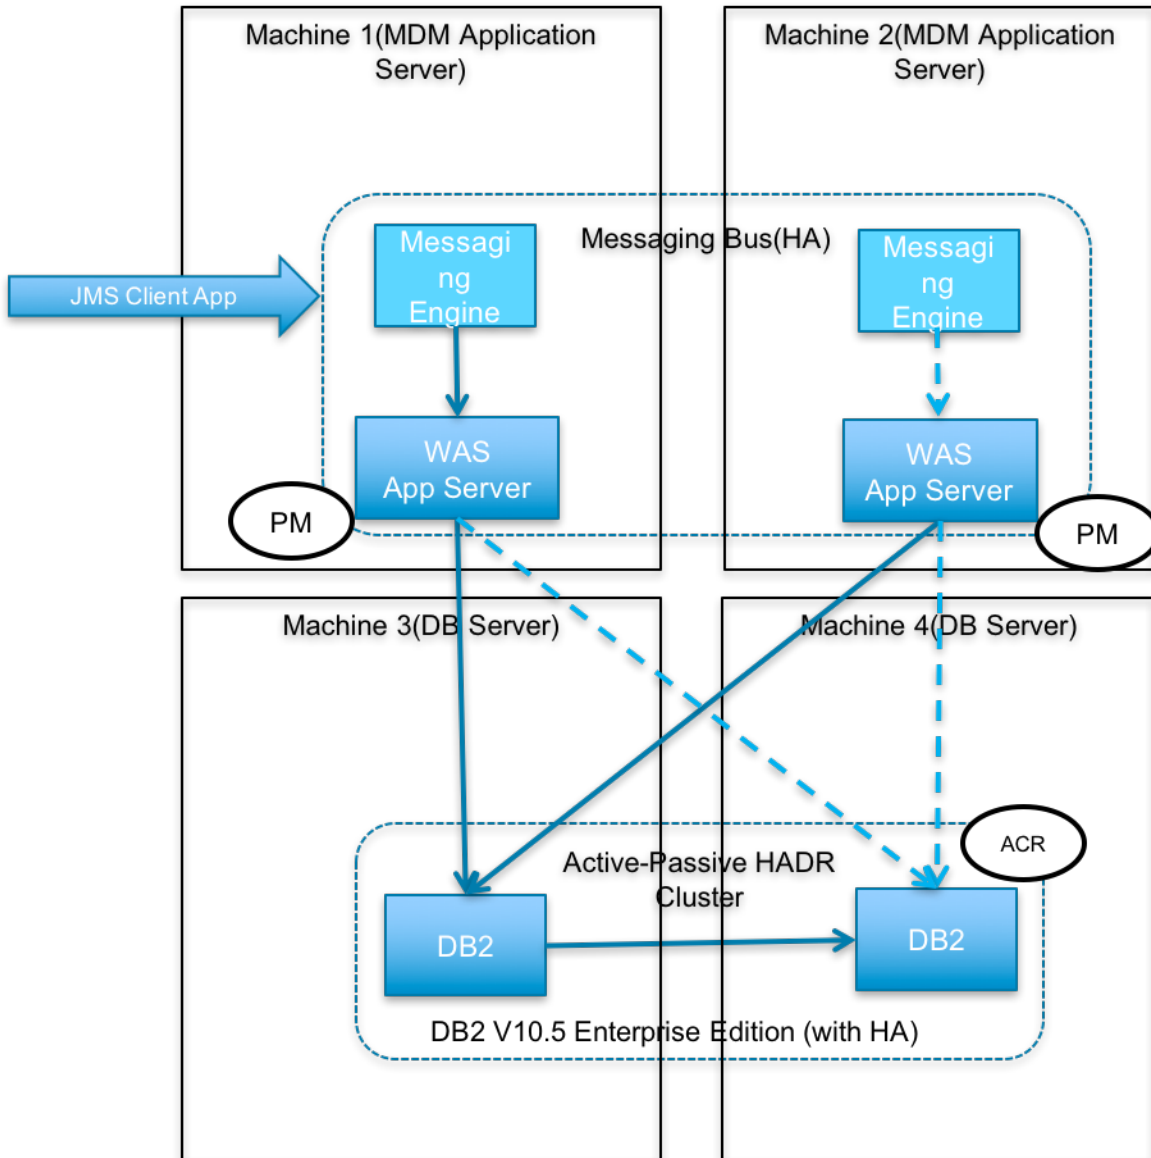 Machine 1(MDM Application
Server)
Machine 2(MDM Application
Server)
Messaging Bus(HA)
Messagi
ng
Engine
Messagi
ng
Engine
JMS Client App
WAS
App Server
WAS
App Server
PM
PM
Machine 3(DB Server)
Machine 4(DB Server)
ACR
Active-Passive HADR
Cluster
DB2
DB2
DB2 V10.5 Enterprise Edition (with HA)